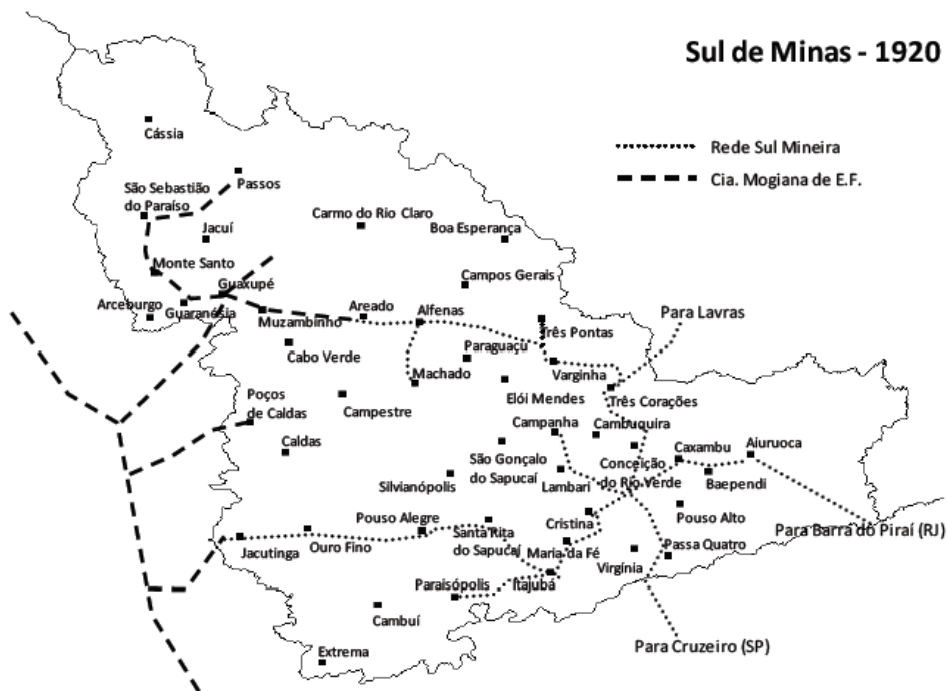 Sul de Minas - 1920
Rede Sul Mineira
Cia. Mogiana de E.F.
Cássia
Passos
São Sebastião
do Paraíso
Jacuí
Carmo do Rio Claro
Boa Esperança
Monte Santo
Guaxupé
Campos Gerais
Arceburgo
Guaranésia
Muzambinho
Areado
Alfenas
Três Pontas
Para Lavras
Cabo Verde
Paraguaçu
Machado
Varginha
Poços
de Caldas
Campestre
Elói Mendes
Três Corações
Campanha
Cambuquira
Caldas
São Gonçalo
do Sapucaí
Conceição
do Rio Verde
Caxambu
Aiuruoca
Baependi
Silvianópolis
Lambari
Pouso Alegre
Cristina
Pouso Alto
Para Barra do Piraí (RJ)
Jacutinga
Ouro Fino
Santa Rita
do Sapucaí
Maria da Fé
Passa Quatro
Virgínia
Paraisópolis
Itajubá
Cambuí
Para Cruzeiro (SP)
Extrema